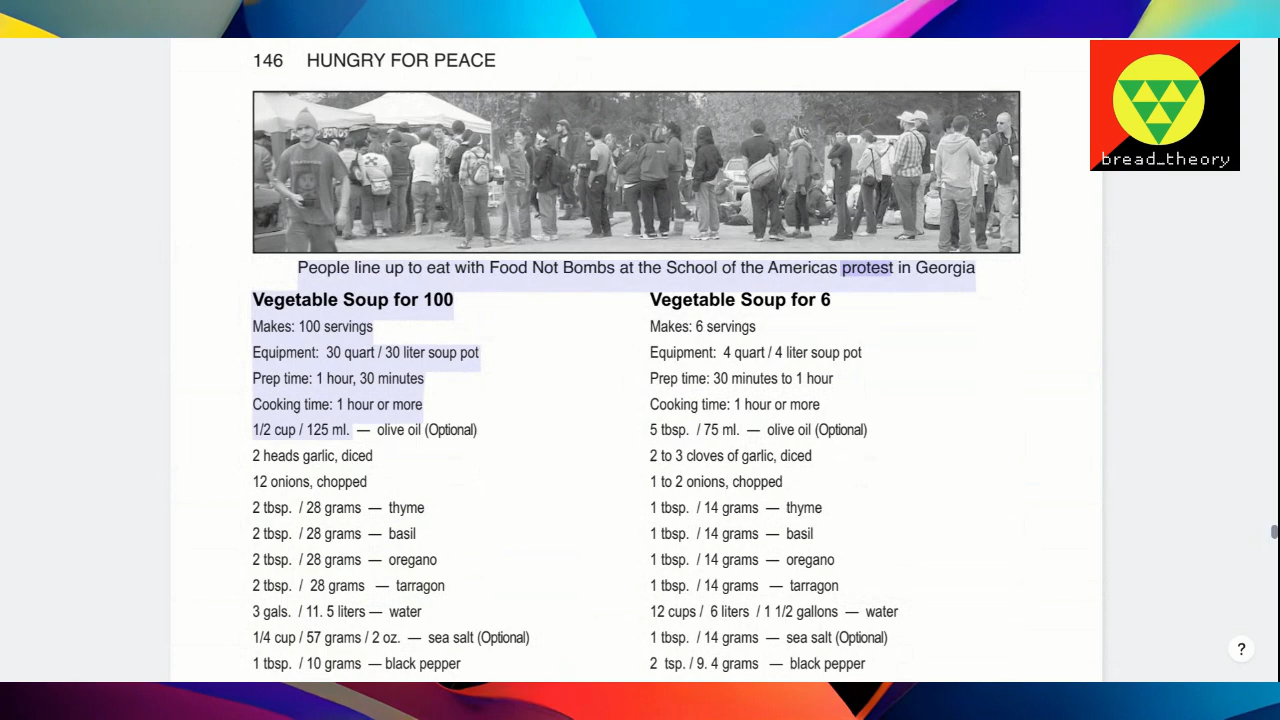 146 HUNGRY FOR PEACE
bread_theory
People line up to eat with Food Not Bombs at the School of the Americas protest in Georgia
Vegetable Soup for 100
Makes: 100 servings
Equipment: 30 quart / 30 liter soup pot
Prep time: 1 hour, 30 minutes
Cooking time: 1 hour or more
1/2 cup / 125 ml. — olive oil (Optional)
2 heads garlic, diced
12 onions, chopped
2 tbsp. / 28 grams — thyme
2 tbsp. / 28 grams — basil
2 tbsp. / 28 grams — oregano
2 tbsp. / 28 grams — tarragon
3 gals. / 11. 5 liters — water
1/4 cup / 57 grams / 2 oz. — sea salt (Optional)
1 tbsp. / 10 grams — black pepper
Vegetable Soup for 6
Makes: 6 servings
Equipment: 4 quart / 4 liter soup pot
Prep time: 30 minutes to 1 hour
Cooking time: 1 hour or more
5 tbsp. / 75 ml. — olive oil (Optional)
2 to 3 cloves of garlic, diced
1 to 2 onions, chopped
1 tbsp. / 14 grams — thyme
1 tbsp. / 14 grams — basil
1 tbsp. / 14 grams — oregano
1 tbsp. / 14 grams — tarragon
12 cups / 6 liters / 1 1/2 gallons — water
1 tbsp. / 14 grams — sea salt (Optional)
2 tsp. / 9. 4 grams — black pepper
?